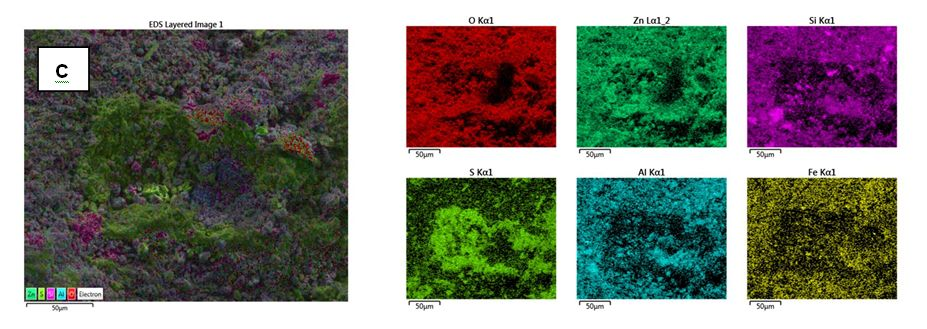 EDS Layered Image 1
C
Zn S Si Al O Electron
50μm
O Kα1
50μm
Zn Lα1_2
50μm
Si Kα1
50μm
S Kα1
50μm
Al Kα1
50μm
Fe Kα1
50μm